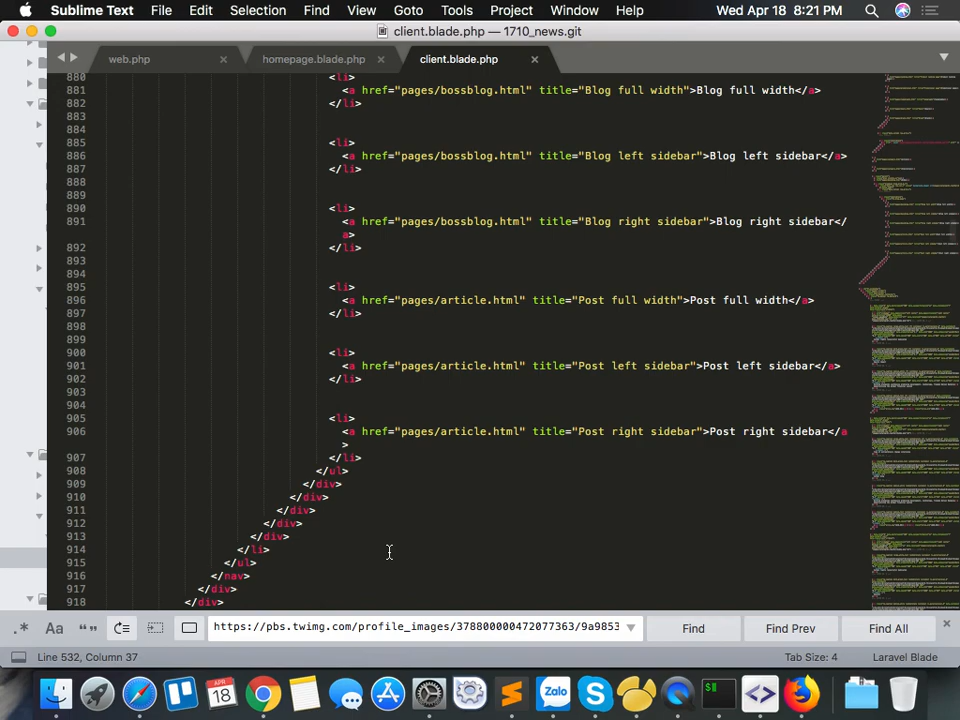 Sublime Text File Edit Selection Find View Goto Tools Project Window Help Wed Apr 18 8:21 PM
client.blade.php — 1710_news.git
web.php × homepage.blade.php × client.blade.php ×
880 <li>
881 <a href="pages/bossblog.html" title="Blog full width">Blog full width</a>
882 </li>
883
884
885 <li>
886 <a href="pages/bossblog.html" title="Blog left sidebar">Blog left sidebar</a>
887 </li>
888
889
890 <li>
891 <a href="pages/bossblog.html" title="Blog right sidebar">Blog right sidebar</
a>
892 </li>
893
894
895 <li>
896 <a href="pages/article.html" title="Post full width">Post full width</a>
897 </li>
898
899
900 <li>
901 <a href="pages/article.html" title="Post left sidebar">Post left sidebar</a>
902 </li>
903
904
905 <li>
906 <a href="pages/article.html" title="Post right sidebar">Post right sidebar</a
>
907 </li>
908 </ul>
909 </div>
910 </div>
911 </div>
912 </div>
913 </div>
914 </li>
915 </ul>
916 </nav>
917 </div>
918 </div>
.* Aa “” https://pbs.twimg.com/profile_images/378800000472077363/9a9853 Find Find Prev Find All ×
Line 532, Column 37 Tab Size: 4 Laravel Blade
APR 18 Zalo S $